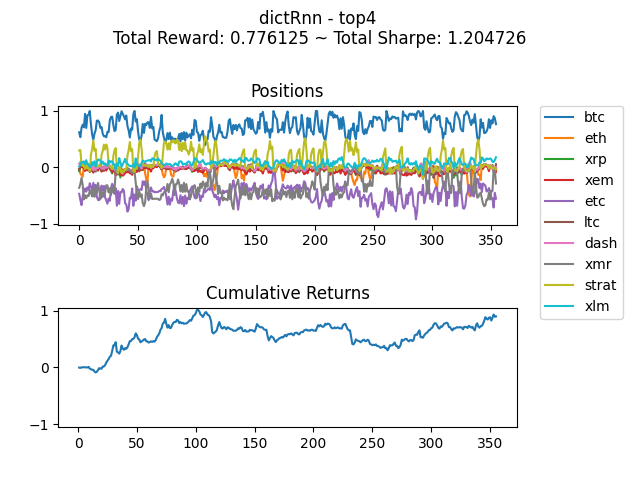 dictRnn - top4
Total Reward: 0.776125 ~ Total Sharpe: 1.204726
Positions
1
0
−1
0 50 100 150 200 250 300 350
btc
eth
xrp
xem
etc
ltc
dash
xmr
strat
xlm
Cumulative Returns
1
0
−1
0 50 100 150 200 250 300 350